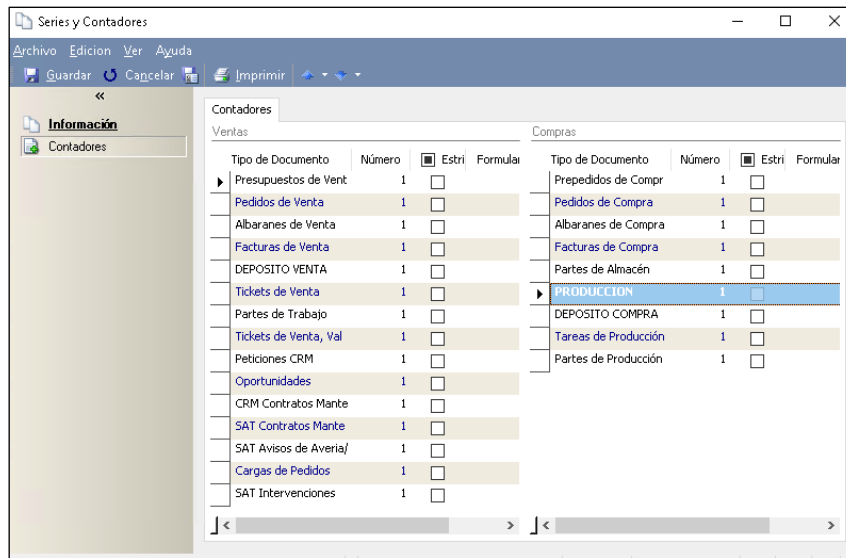 Series y Contadores
Archivo Edicion Ver Ayuda
Guardar Cancelar Imprimir
«
Información
Contadores
Contadores
Ventas
Tipo de Documento Número Estri Formular
Presupuestos de Vent 1
Pedidos de Venta 1
Albaranes de Venta 1
Facturas de Venta 1
DEPOSITO VENTA 1
Tickets de Venta 1
Partes de Trabajo 1
Tickets de Venta, Val 1
Peticiones CRM 1
Oportunidades 1
CRM Contratos Mante 1
SAT Contratos Mante 1
SAT Avisos de Averia/ 1
Cargas de Pedidos 1
SAT Intervenciones 1
Compras
Tipo de Documento Número Estri Formular
Prepedidos de Compr 1
Pedidos de Compra 1
Albaranes de Compra 1
Facturas de Compra 1
Partes de Almacén 1
PRODUCCION 1
DEPOSITO COMPRA 1
Tareas de Producción 1
Partes de Producción 1